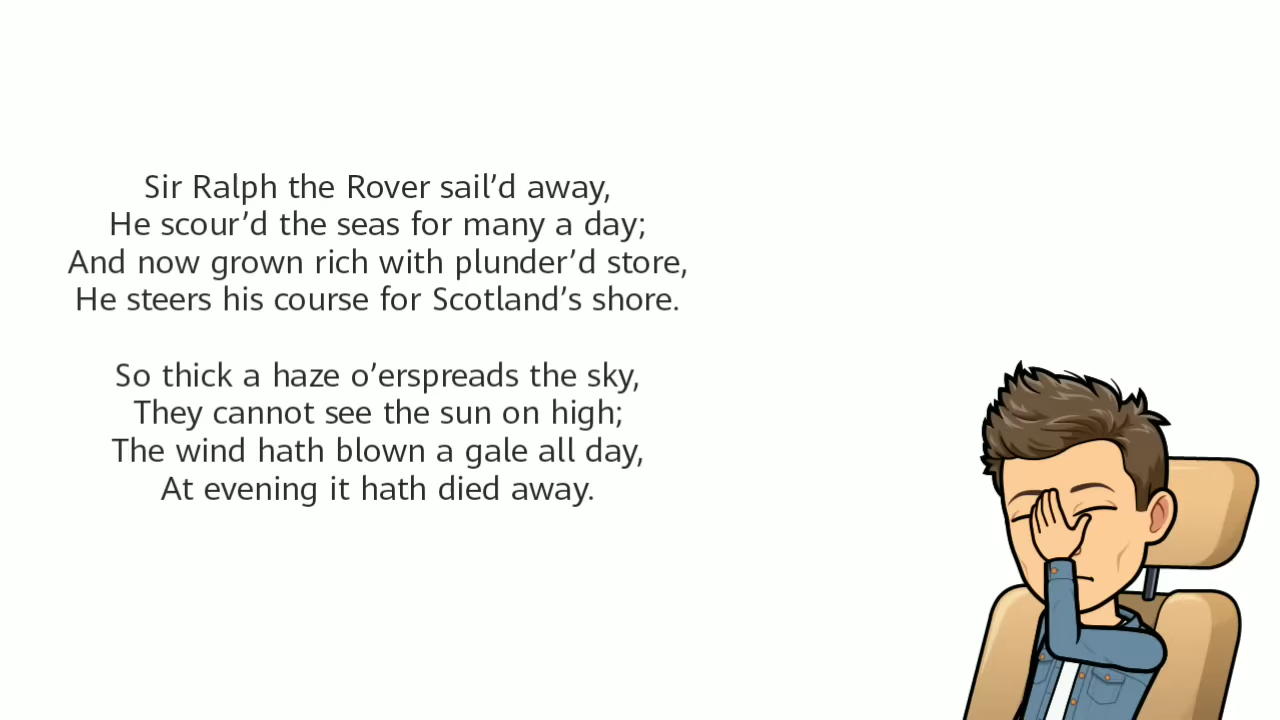 Sir Ralph the Rover sail’d away,
He scour’d the seas for many a day;
And now grown rich with plunder’d store,
He steers his course for Scotland’s shore.
So thick a haze o’erspreads the sky,
They cannot see the sun on high;
The wind hath blown a gale all day,
At evening it hath died away.